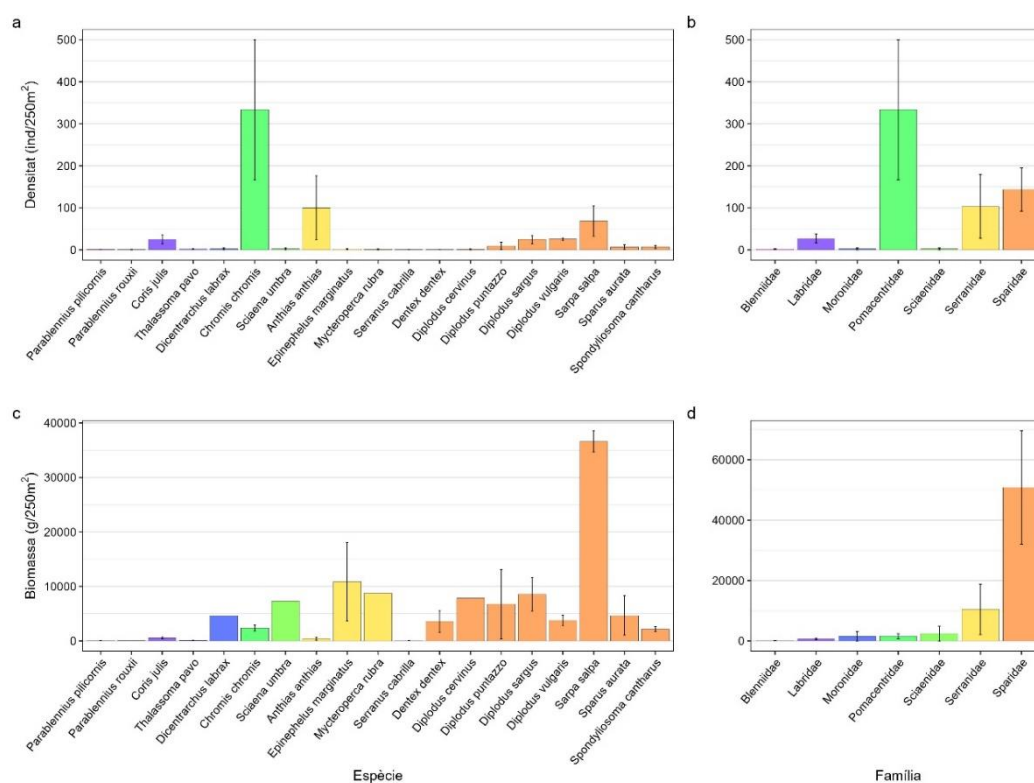 a
b
500
400
300
200
100
0
Densitat (ind/250m²)
Parablennius pilicornis
Parablennius rouxii
Coris julis
Thalassoma pavo
Dicentrarchus labrax
Chromis chromis
Sciaena umbra
Anthias anthias
Epinephelus marginatus
Mycteroperca rubra
Serranus cabrilla
Dentex dentex
Diplodus cervinus
Diplodus puntazzo
Diplodus sargus
Diplodus vulgaris
Sarpa salpa
Sparus aurata
Spondyliosoma cantharus
500
400
300
200
100
0
Blenniidae
Labridae
Moronidae
Pomacentridae
Sciaenidae
Serranidae
Sparidae
c
d
40000
30000
20000
10000
0
Biomassa (g/250m²)
Parablennius pilicornis
Parablennius rouxii
Coris julis
Thalassoma pavo
Dicentrarchus labrax
Chromis chromis
Sciaena umbra
Anthias anthias
Epinephelus marginatus
Mycteroperca rubra
Serranus cabrilla
Dentex dentex
Diplodus cervinus
Diplodus puntazzo
Diplodus sargus
Diplodus vulgaris
Sarpa salpa
Sparus aurata
Spondyliosoma cantharus
Espècie
60000
40000
20000
0
Blenniidae
Labridae
Moronidae
Pomacentridae
Sciaenidae
Serranidae
Sparidae
Família